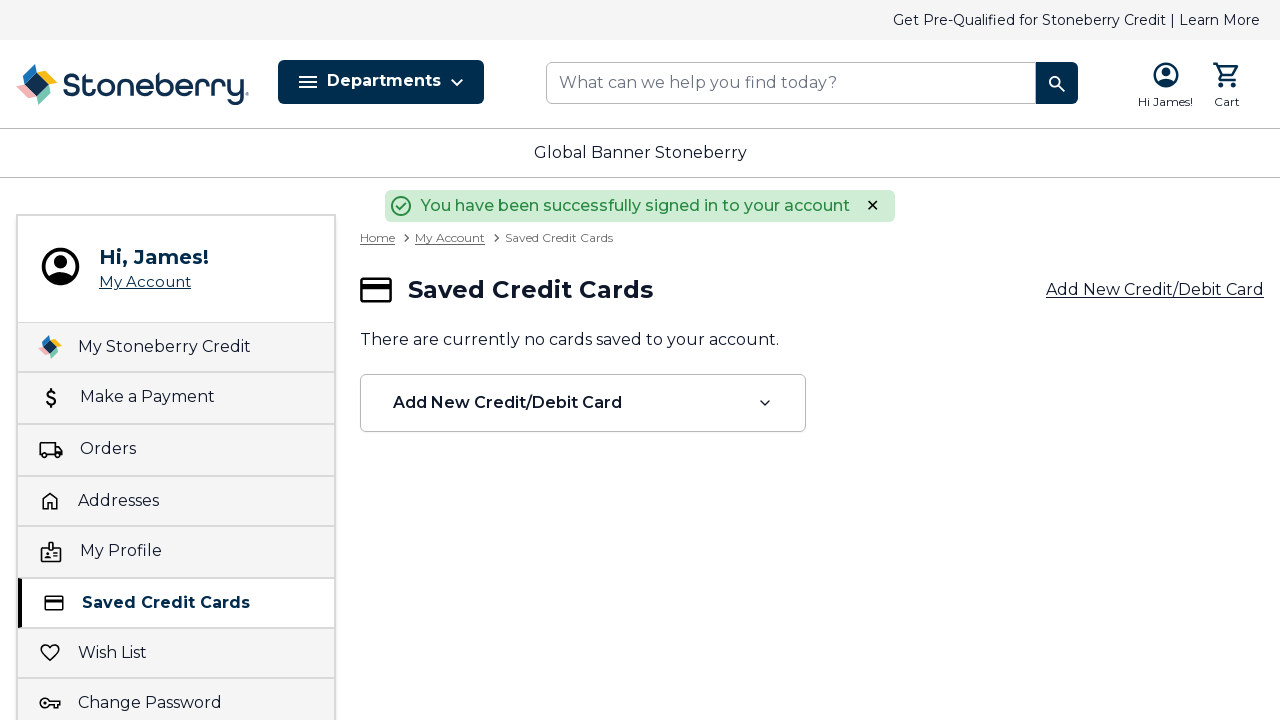 Get Pre-Qualified for Stoneberry Credit | Learn More
Stoneberry®
Departments
What can we help you find today?
Hi James!
Cart
Global Banner Stoneberry
You have been successfully signed in to your account ×
Hi, James!
My Account
Home > My Account > Saved Credit Cards
Saved Credit Cards
Add New Credit/Debit Card
There are currently no cards saved to your account.
Add New Credit/Debit Card
My Stoneberry Credit
Make a Payment
Orders
Addresses
My Profile
Saved Credit Cards
Wish List
Change Password